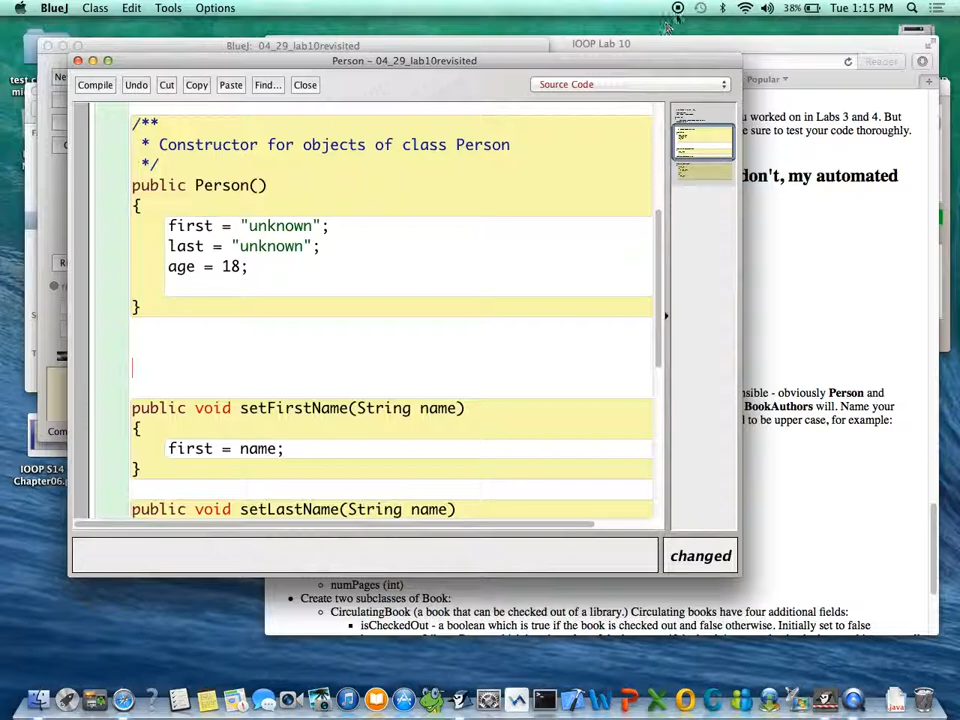 BlueJ Class Edit Tools Options 38% Tue 1:15 PM
BlueJ: 04_29_lab10revisited
IOOP Lab 10
Person - 04_29_lab10revisited
Reader
Compile Undo Cut Copy Paste Find... Close Source Code
Popular
/**
* Constructor for objects of class Person
*/
public Person()
{
first = "unknown";
last = "unknown";
age = 18;
}
public void setFirstName(String name)
{
first = name;
}
public void setLastName(String name)
changed
u worked on in Labs 3 and 4. But
sure to test your code thoroughly.
don't, my automated
nsible - obviously Person and
BookAuthors will. Name your
d to be upper case, for example:
numPages (int)
Create two subclasses of Book:
CirculatingBook (a book that can be checked out of a library.) Circulating books have four additional fields:
isCheckedOut - a boolean which is true if the book is checked out and false otherwise. Initially set to false
IOOP S14
Chapter06.